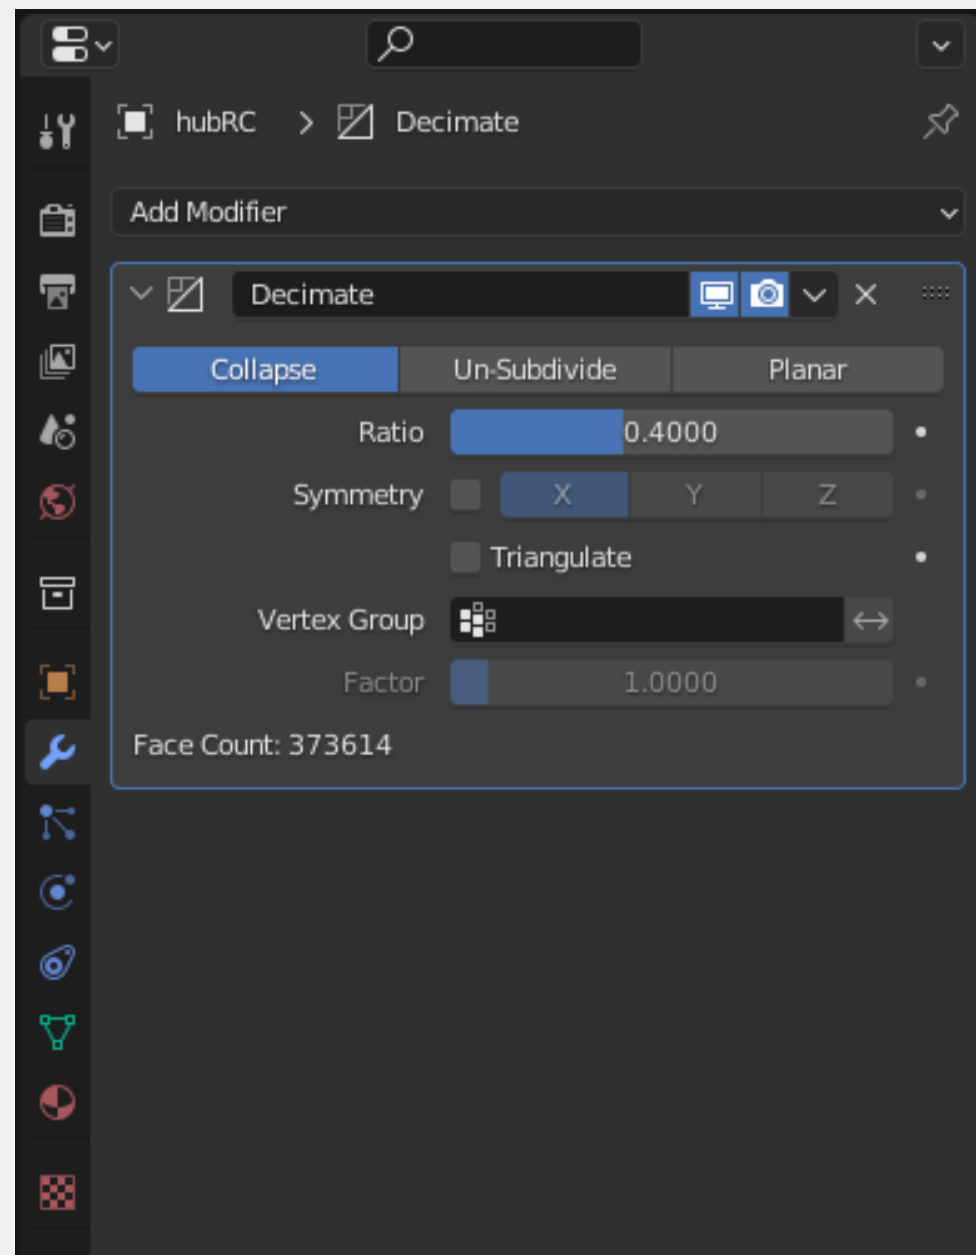 hubRC > Decimate
Add Modifier
Decimate
Collapse Un-Subdivide Planar
Ratio 0.4000
Symmetry X Y Z
Triangulate
Vertex Group
Factor 1.0000
Face Count: 373614